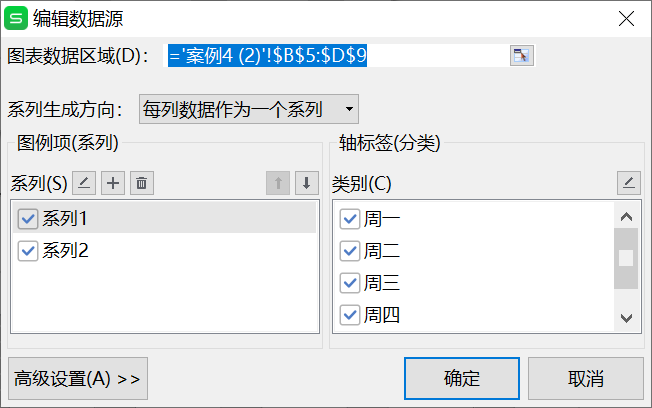 编辑数据源
图表数据区域(D)： ='案例4 (2)'!$B$5:$D$9
系列生成方向： 每列数据作为一个系列
图例项(系列)
系列(S)
系列1
系列2
轴标签(分类)
类别(C)
周一
周二
周三
周四
高级设置(A) >>
确定
取消